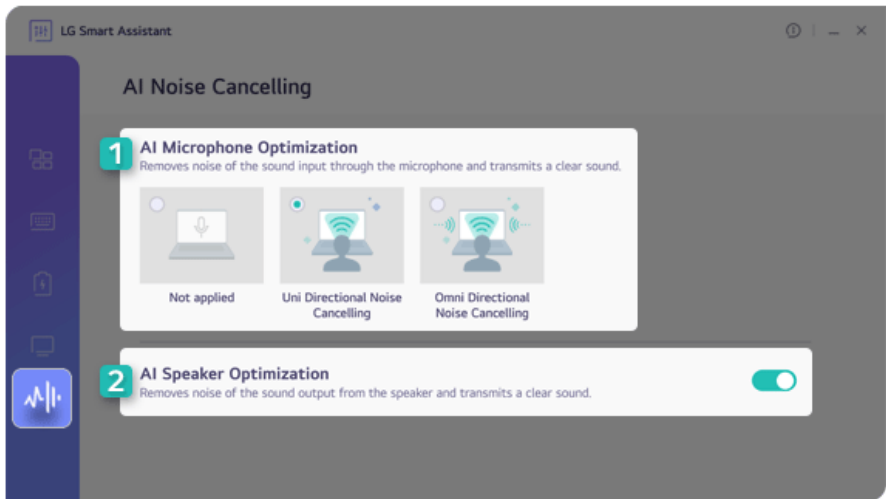 LG Smart Assistant
AI Noise Cancelling
1
AI Microphone Optimization
Removes noise of the sound input through the microphone and transmits a clear sound.
Not applied
Uni Directional Noise
Cancelling
Omni Directional
Noise Cancelling
2
AI Speaker Optimization
Removes noise of the sound output from the speaker and transmits a clear sound.